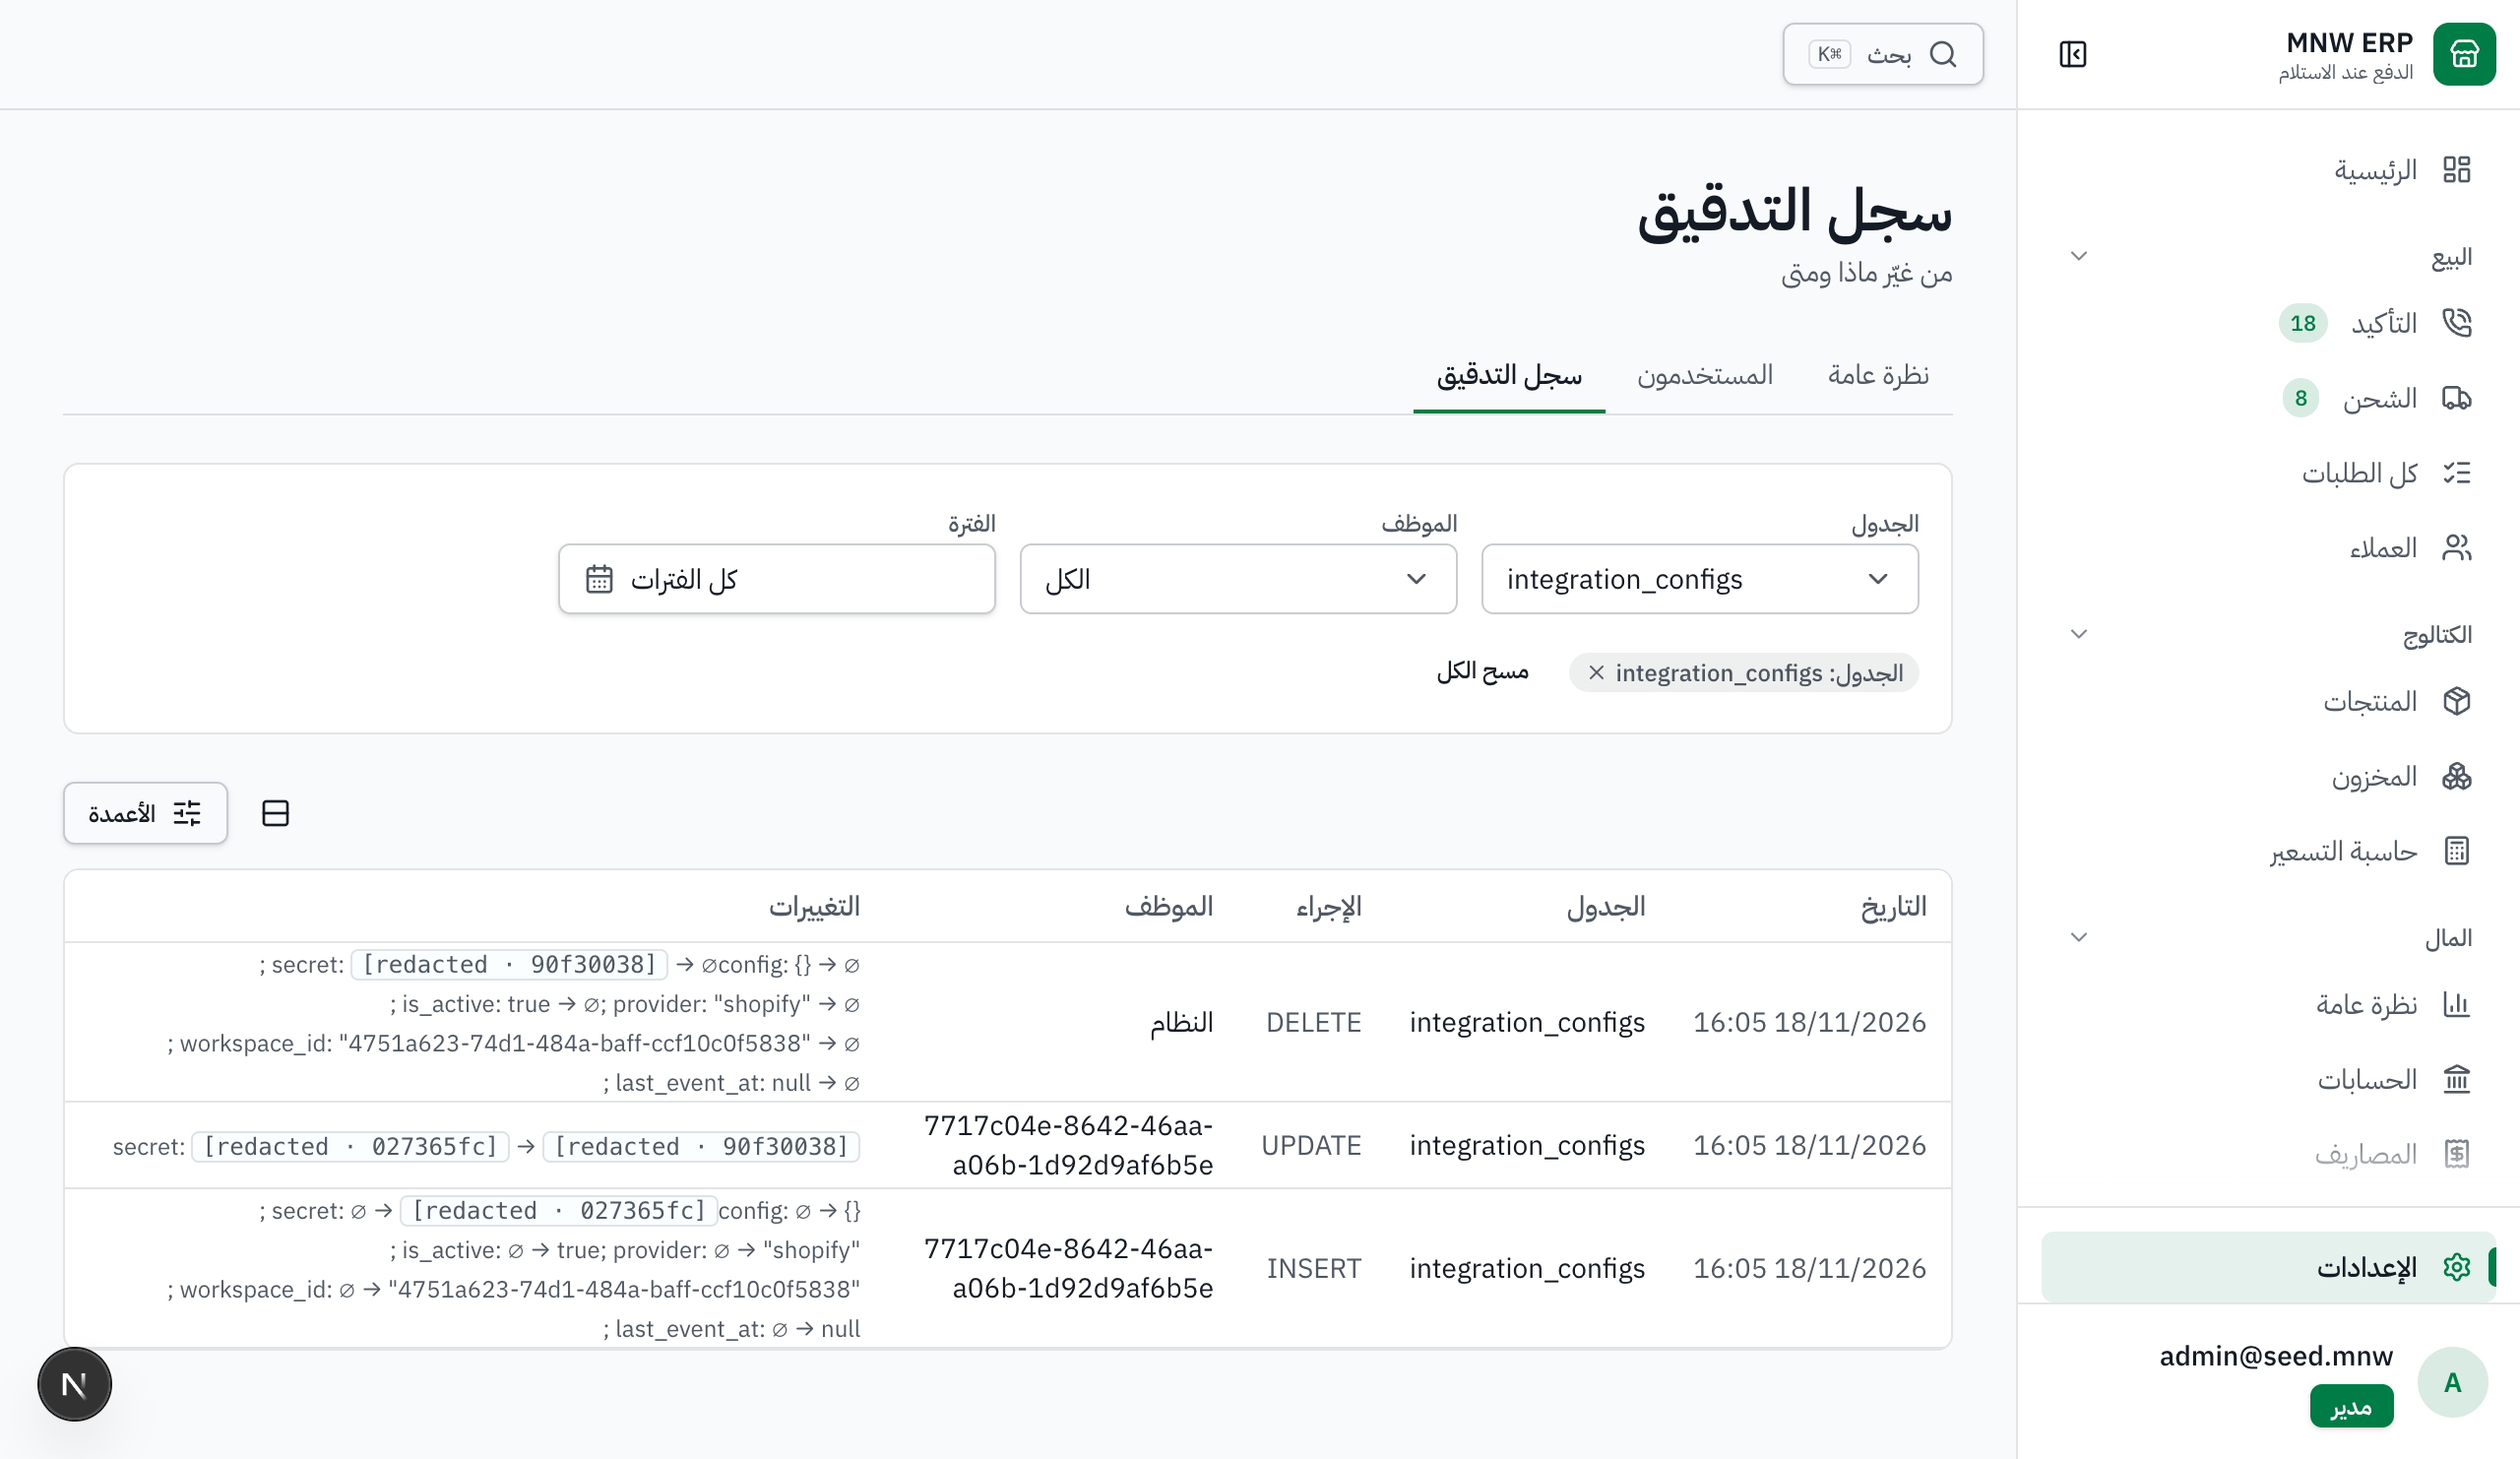 MNW ERP
الدفع عند الاستلام
بحث ⌘K
الرئيسية
البيع
التأكيد 18
الشحن 8
كل الطلبات
العملاء
الكتالوج
المنتجات
المخزون
حاسبة التسعير
المال
نظرة عامة
الحسابات
المصاريف
الإعدادات
admin@seed.mnw
A
مدير
سجل التدقيق
من غيّر ماذا ومتى
نظرة عامة المستخدمون سجل التدقيق
الجدول الموظف الفترة
integration_configs الكل كل الفترات
الجدول: integration_configs × مسح الكل
الأعمدة
التاريخ الجدول الإجراء الموظف التغييرات
18/11/2026 16:05 integration_configs DELETE النظام
; secret: [redacted · 90f30038] → ∅config: {} → ∅
; is_active: true → ∅; provider: "shopify" → ∅
; workspace_id: "4751a623-74d1-484a-baff-ccf10c0f5838" → ∅
; last_event_at: null → ∅
18/11/2026 16:05 integration_configs UPDATE
7717c04e-8642-46aa-
a06b-1d92d9af6b5e
secret: [redacted · 027365fc] → [redacted · 90f30038]
18/11/2026 16:05 integration_configs INSERT
7717c04e-8642-46aa-
a06b-1d92d9af6b5e
; secret: ∅ → [redacted · 027365fc] config: ∅ → {}
; is_active: ∅ → true; provider: ∅ → "shopify"
; workspace_id: ∅ → "4751a623-74d1-484a-baff-ccf10c0f5838"
; last_event_at: ∅ → null
N